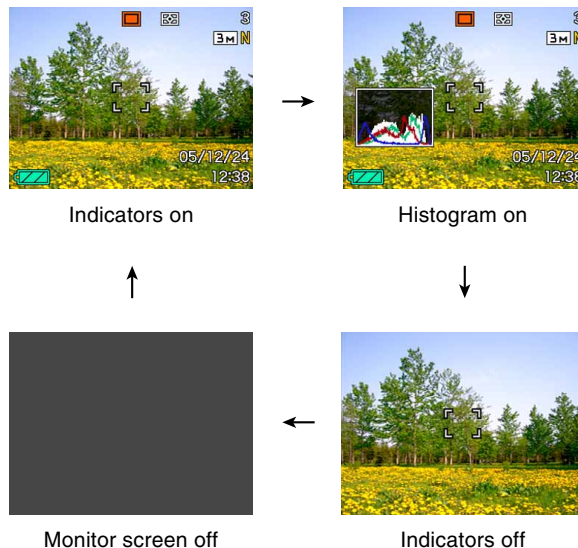 3
3M N
05/12/24
12:38
Indicators on
3
3M N
05/12/24
12:38
Histogram on
Monitor screen off
Indicators off